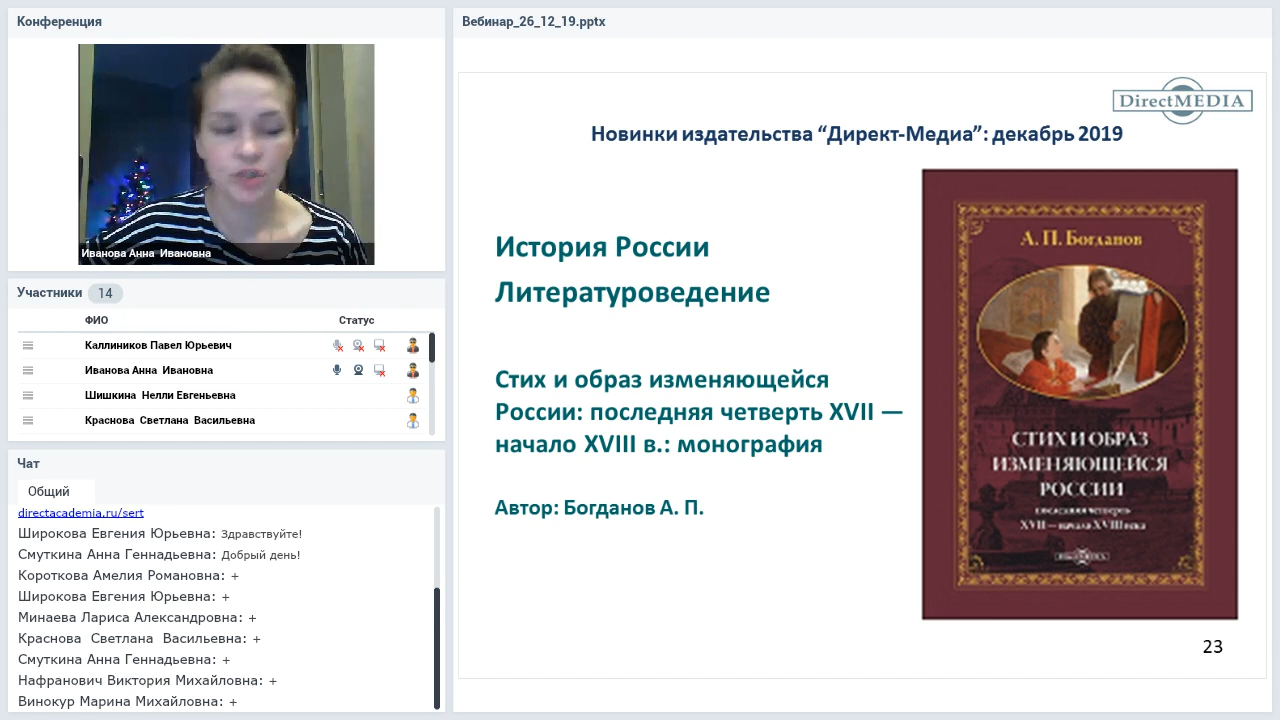 Конференция
Иванова Анна  Ивановна
Участники 14
ФИО Статус
Каллиников Павел Юрьевич
Иванова Анна  Ивановна
Шишкина  Нелли Евгеньевна
Краснова  Светлана  Васильевна
Чат
Общий
directacademia.ru/sert
Широкова Евгения Юрьевна: Здравствуйте!
Смуткина Анна Геннадьевна: Добрый день!
Короткова Амелия Романовна: +
Широкова Евгения Юрьевна: +
Минаева Лариса Александровна: +
Краснова  Светлана  Васильевна: +
Смуткина Анна Геннадьевна: +
Нафранович Виктория Михайловна: +
Винокур Марина Михайловна: +
Вебинар_26_12_19.pptx
DirectMEDIA
Новинки издательства “Директ-Медиа”: декабрь 2019
История России
Литературоведение
Стих и образ изменяющейся
России: последняя четверть XVII —
начало XVIII в.: монография
Автор: Богданов А. П.
А. П. Богданов
СТИХ И ОБРАЗ
ИЗМЕНЯЮЩЕЙСЯ
РОССИИ
последняя четверть
XVII — начало XVIII века
23